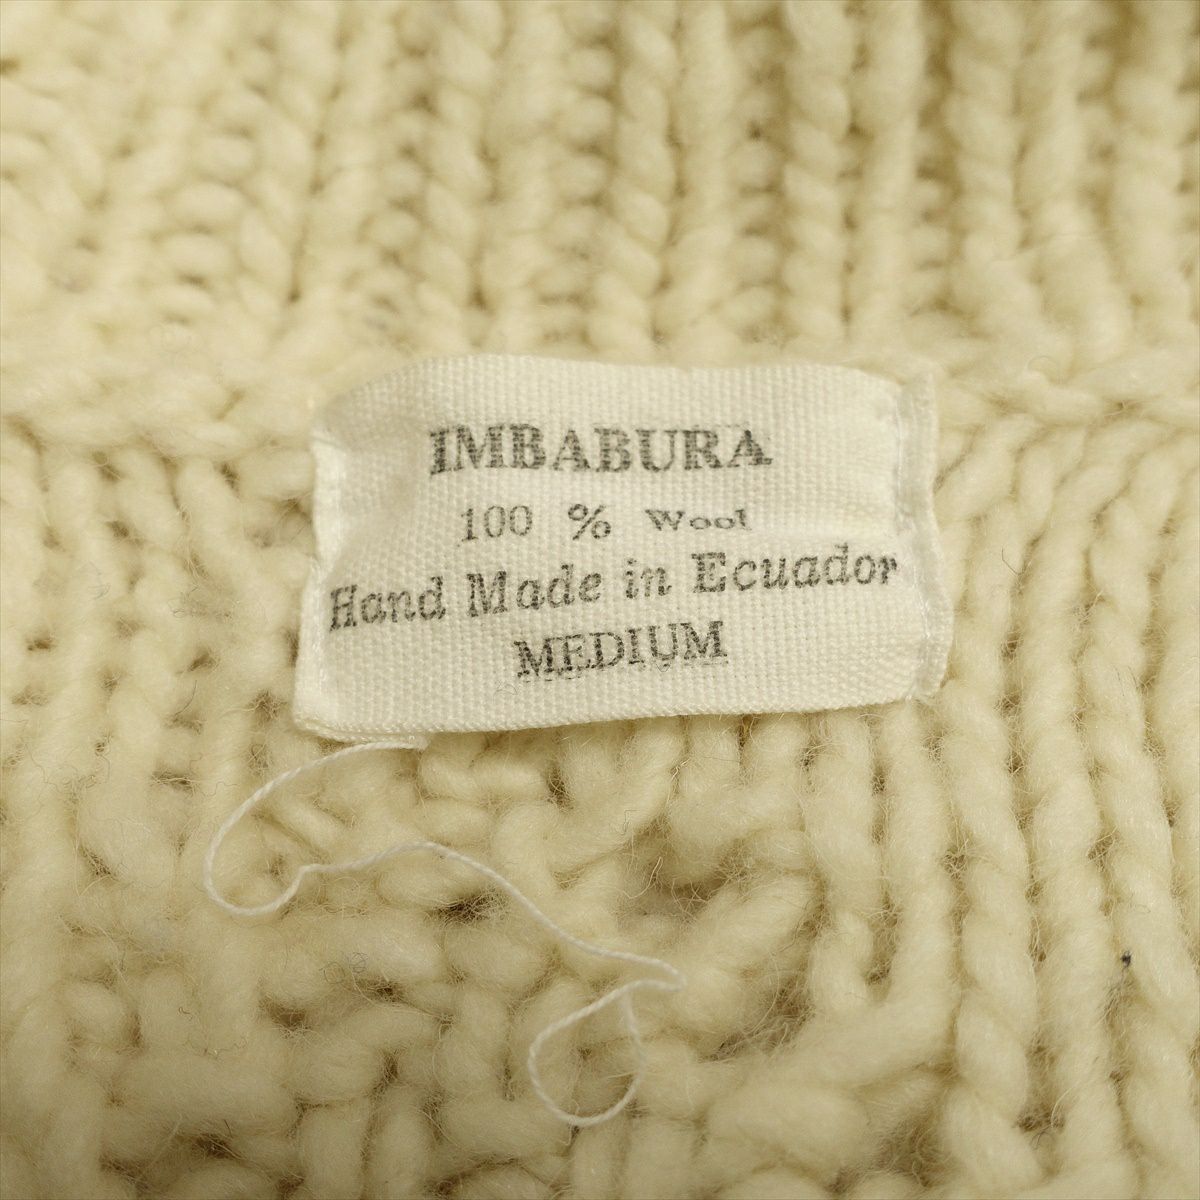 IMBABURA
100 % Wool
Hand Made in Ecuador
MEDIUM